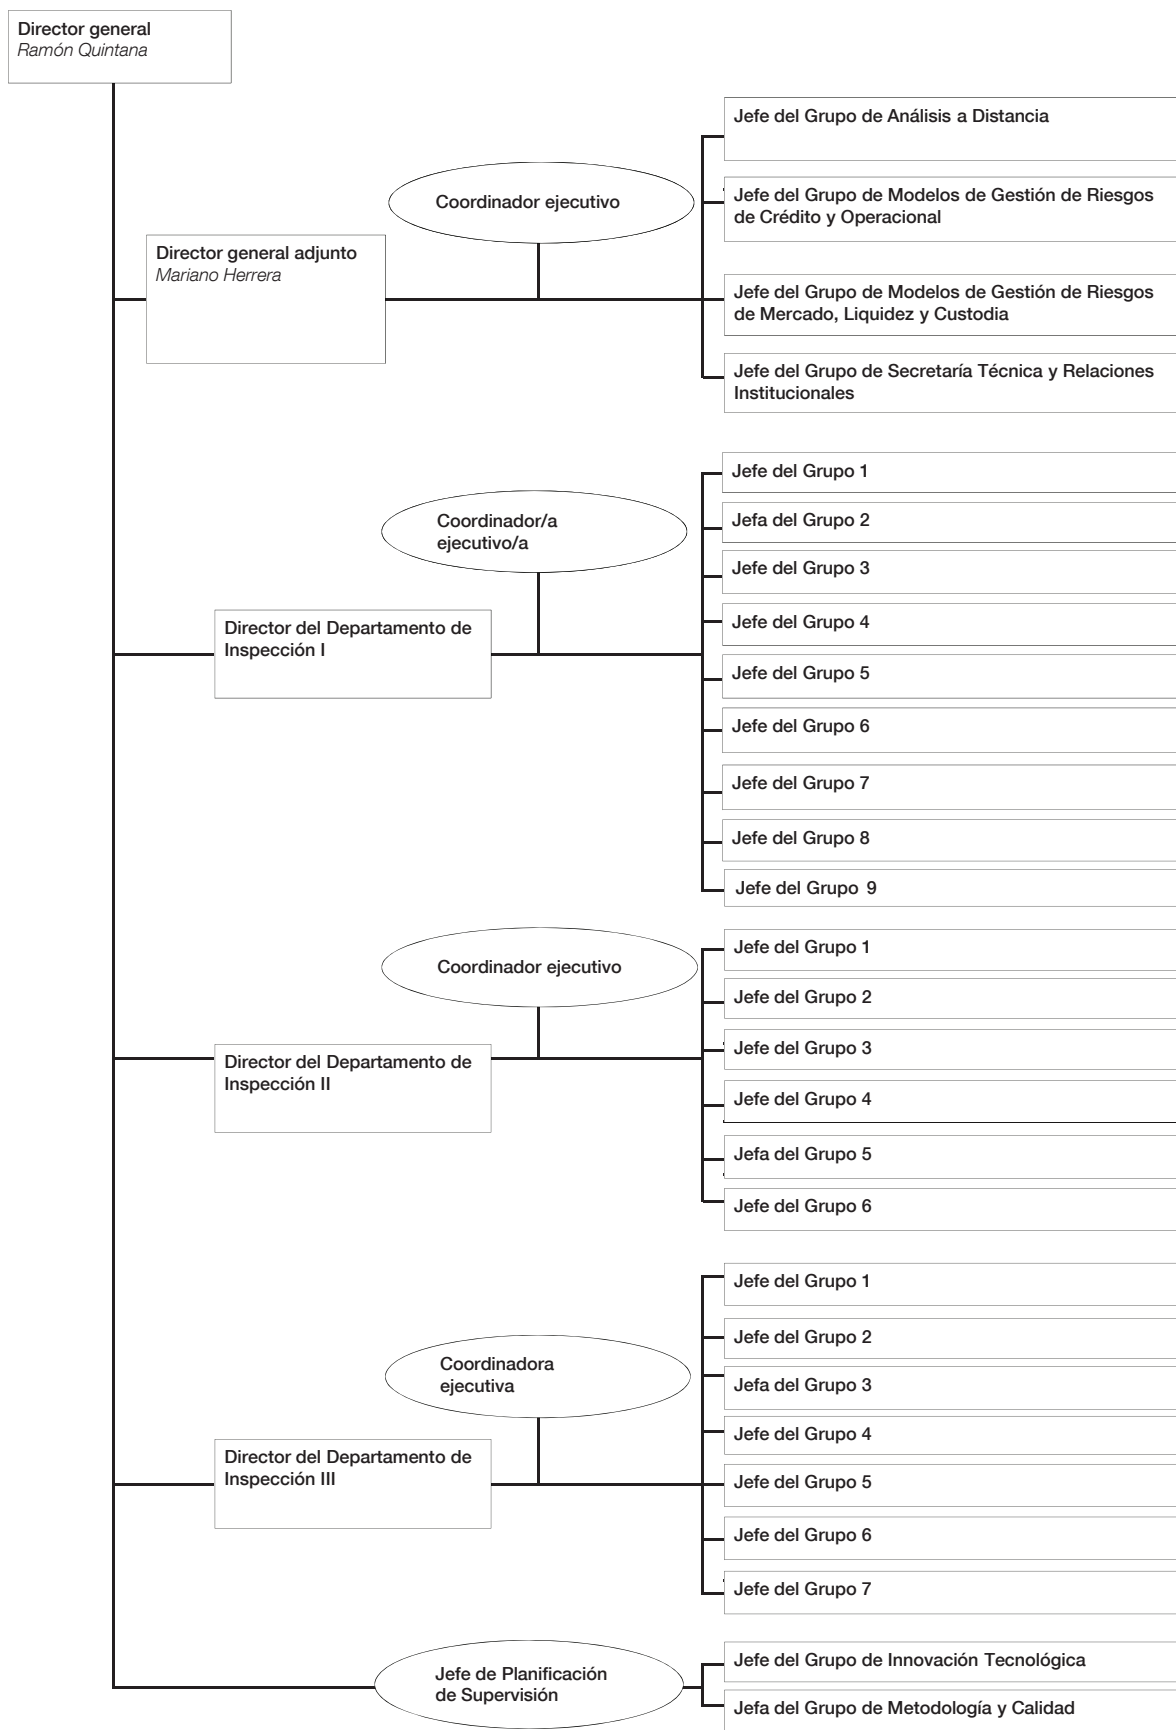 Director general
Ramón Quintana
Jefe del Grupo de Análisis a Distancia
Coordinador ejecutivo
Jefe del Grupo de Modelos de Gestión de Riesgos
de Crédito y Operacional
Director general adjunto
Mariano Herrera
Jefe del Grupo de Modelos de Gestión de Riesgos
de Mercado, Liquidez y Custodia
Jefe del Grupo de Secretaría Técnica y Relaciones
Institucionales
Jefe del Grupo 1
Coordinador/a
ejecutivo/a
Jefa del Grupo 2
Jefe del Grupo 3
Director del Departamento de
Inspección I
Jefe del Grupo 4
Jefe del Grupo 5
Jefe del Grupo 6
Jefe del Grupo 7
Jefe del Grupo 8
Jefe del Grupo 9
Coordinador ejecutivo
Jefe del Grupo 1
Jefe del Grupo 2
Jefe del Grupo 3
Director del Departamento de
Inspección II
Jefe del Grupo 4
Jefa del Grupo 5
Jefe del Grupo 6
Jefe del Grupo 1
Jefe del Grupo 2
Coordinadora
ejecutiva
Jefa del Grupo 3
Jefe del Grupo 4
Director del Departamento de
Inspección III
Jefe del Grupo 5
Jefe del Grupo 6
Jefe del Grupo 7
Jefe de Planificación
de Supervisión
Jefe del Grupo de Innovación Tecnológica
Jefa del Grupo de Metodología y Calidad